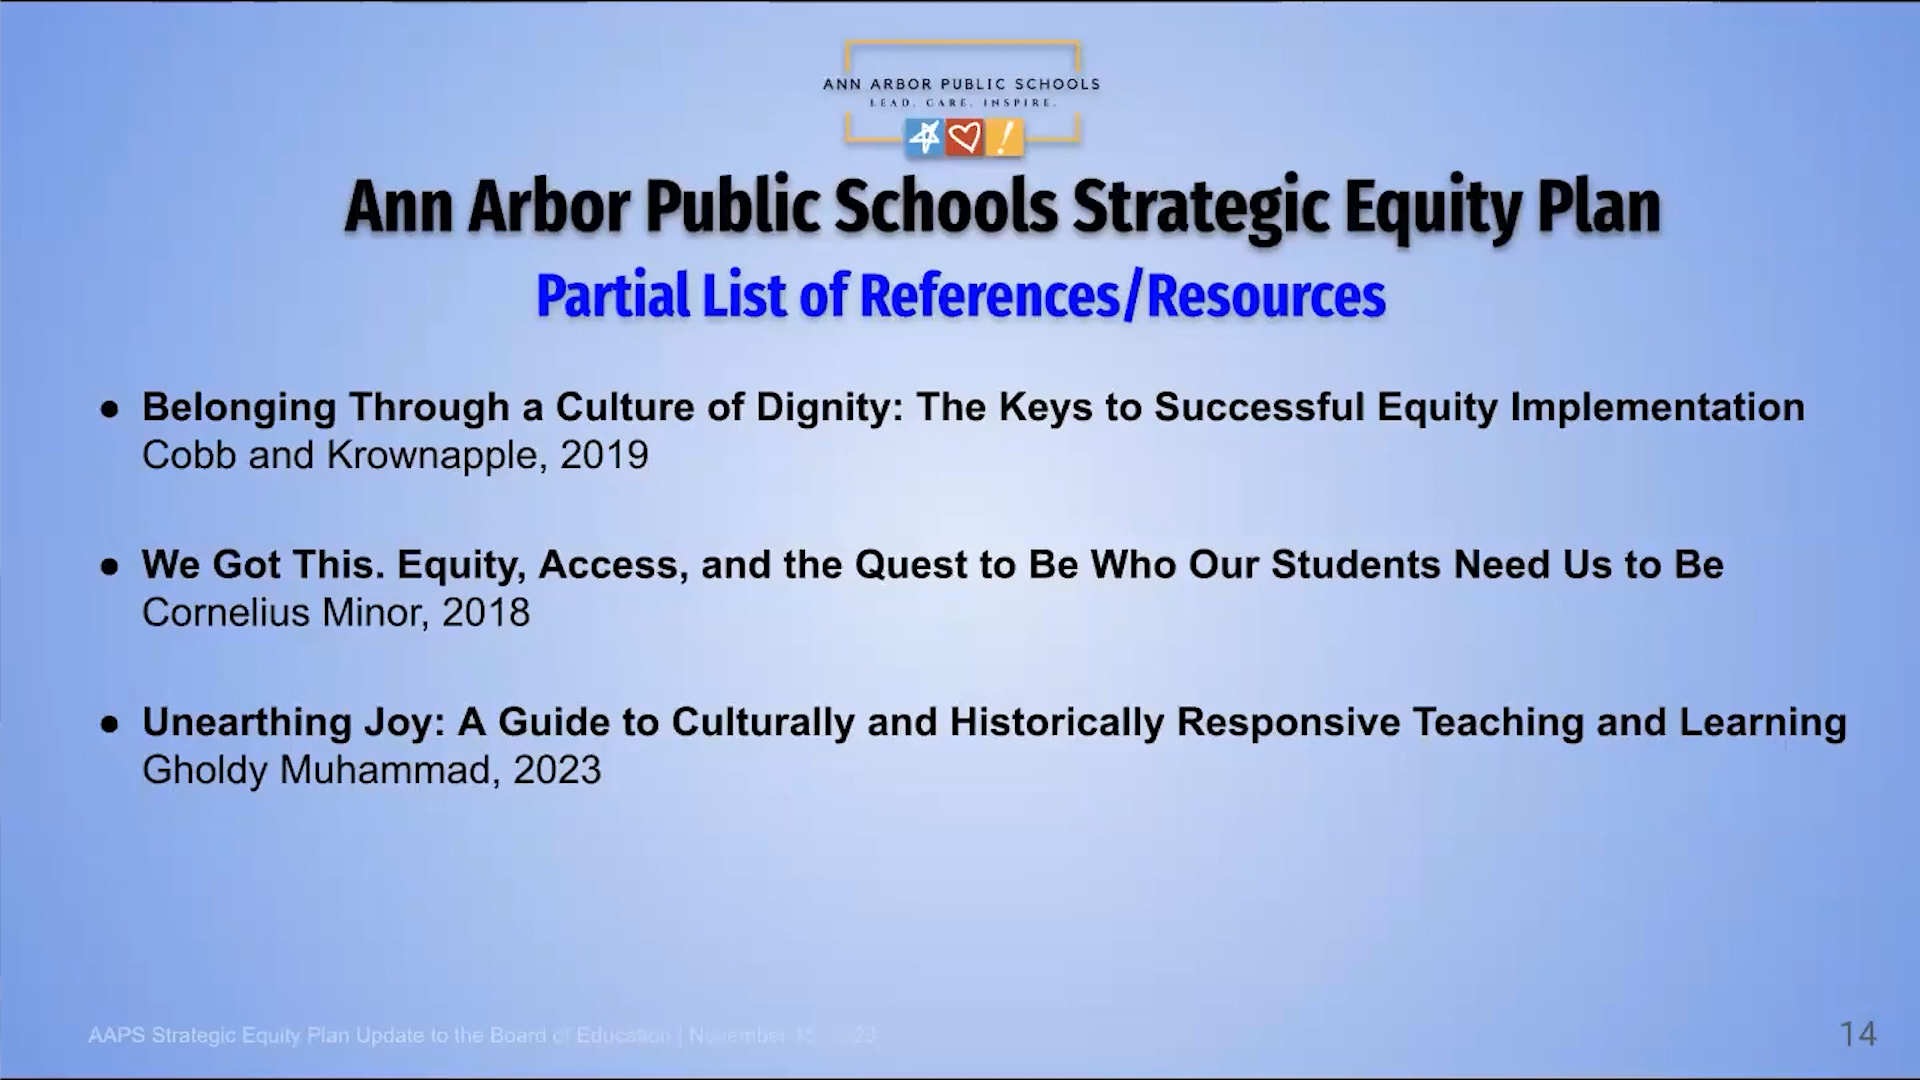 ANN ARBOR PUBLIC SCHOOLS
LEAD. CARE. INSPIRE.
Ann Arbor Public Schools Strategic Equity Plan
Partial List of References/Resources
● Belonging Through a Culture of Dignity: The Keys to Successful Equity Implementation
Cobb and Krownapple, 2019
● We Got This. Equity, Access, and the Quest to Be Who Our Students Need Us to Be
Cornelius Minor, 2018
● Unearthing Joy: A Guide to Culturally and Historically Responsive Teaching and Learning
Gholdy Muhammad, 2023
AAPS Strategic Equity Plan Update to the Board of Education | November
14